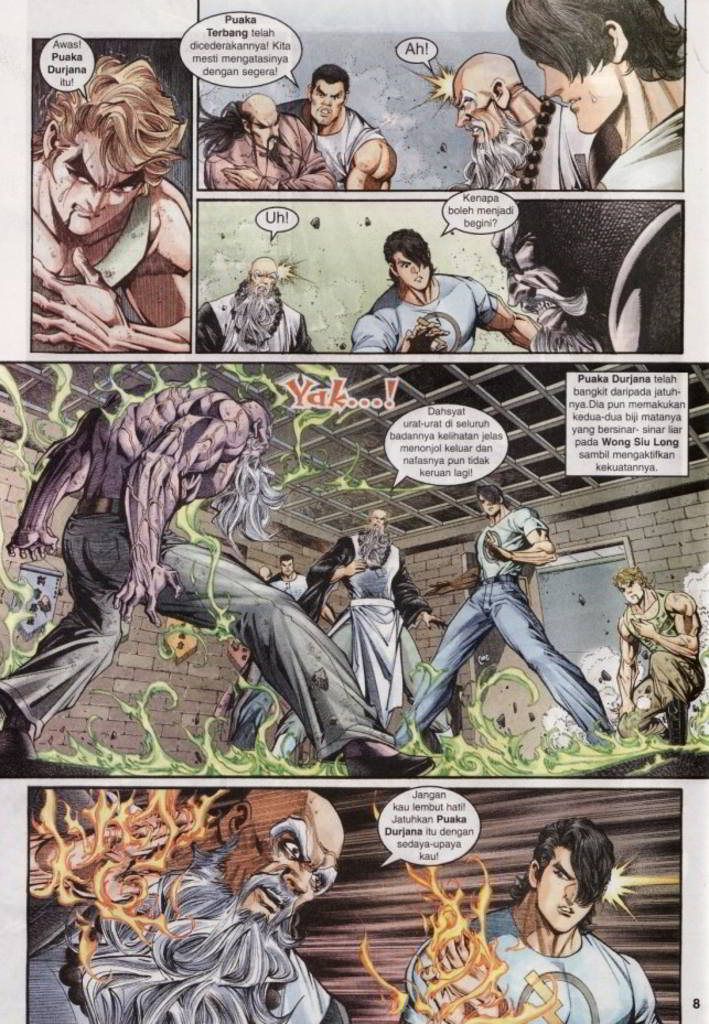 Awas!
Puaka
Durjana
itu!
Puaka
Terbang telah
dicederakannya! Kita
mesti mengatasinya
dengan segera!
Ah!
Uh!
Kenapa
boleh menjadi
begini?
Yak...!
Dahsyat
urat-urat di seluruh
badannya kelihatan jelas
menonjol keluar dan
nafasnya pun tidak
keruan lagi!
Puaka Durjana telah
bangkit daripada jatuh-
nya.Dia pun memakukan
kedua-dua biji matanya
yang bersinar- sinar liar
pada Wong Siu Long
sambil mengaktifkan
kekuatannya.
Jangan
kau lembut hati!
Jatuhkan Puaka
Durjana itu dengan
sedaya-upaya
kau!
8